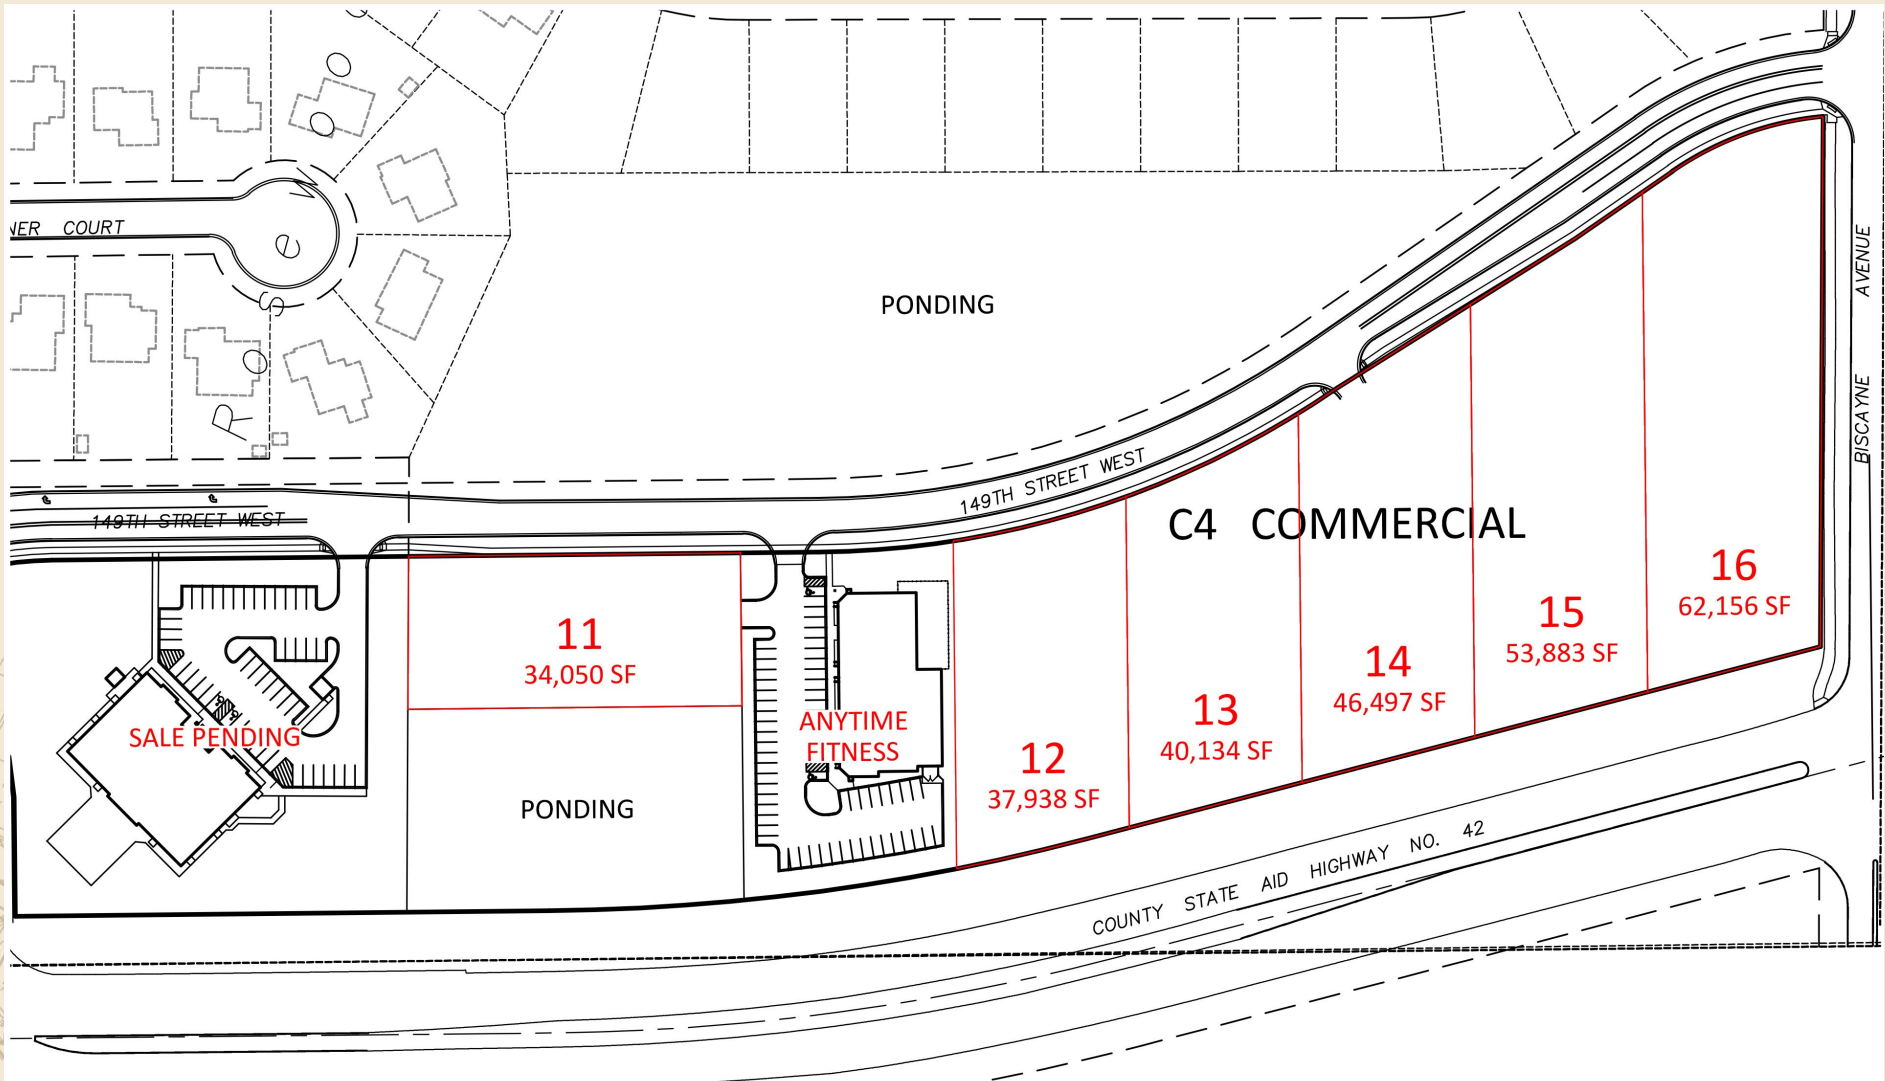 NER COURT
PONDING
149TH STREET WEST
149TH STREET WEST
C4 COMMERCIAL
BISCAYNE AVENUE
11
34,050 SF
SALE PENDING
PONDING
ANYTIME
FITNESS
12
37,938 SF
13
40,134 SF
14
46,497 SF
15
53,883 SF
16
62,156 SF
COUNTY STATE AID HIGHWAY NO. 42